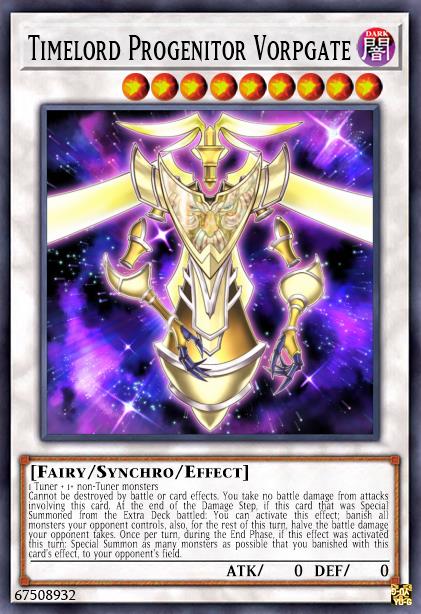 TIMELORD PROGENITOR VORPGATE
DARK
闇
[FAIRY/SYNCHRO/EFFECT]
1 Tuner + 1+ non-Tuner monsters
Cannot be destroyed by battle or card effects. You take no battle damage from attacks
involving this card. At the end of the Damage Step, if this card that was Special
Summoned from the Extra Deck battled: You can activate this effect; banish all
monsters your opponent controls, also, for the rest of this turn, halve the battle damage
your opponent takes. Once per turn, during the End Phase, if this effect was activated
this turn: Special Summon as many monsters as possible that you banished with this
card's effect, to your opponent's field.
ATK/ 0 DEF/ 0
67508932